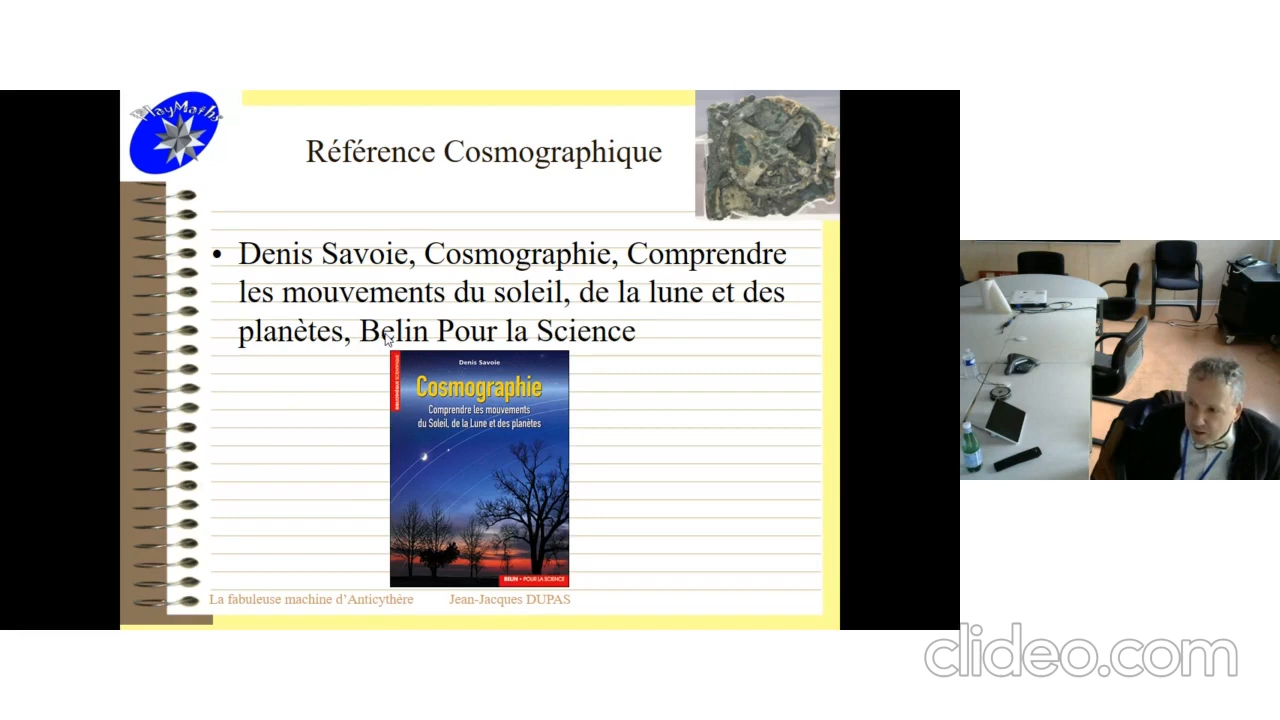 PlayMaths
Référence Cosmographique
• Denis Savoie, Cosmographie, Comprendre
les mouvements du soleil, de la lune et des
planètes, Belin Pour la Science
Denis Savoie
Cosmographie
Comprendre les mouvements
du Soleil, de la Lune et des planètes
BELIN • POUR LA SCIENCE
La fabuleuse machine d’Anticythère Jean-Jacques DUPAS
clideo.com